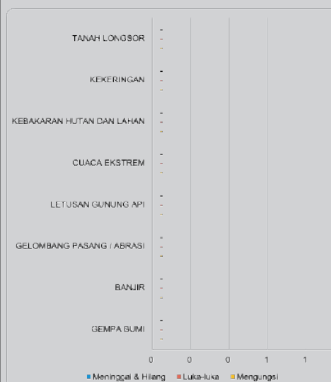 TANAH LONGSOR
-
-
-
KEKERINGAN
-
-
-
KEBAKARAN HUTAN DAN LAHAN
-
-
-
CUACA EKSTREM
-
-
-
LETUSAN GUNUNG API
-
-
-
GELOMBANG PASANG / ABRASI
-
-
-
BANJIR
-
-
-
GEMPA BUMI
-
-
-
0 0 0 1 1
Meninggal & Hilang Luka-luka Mengungsi